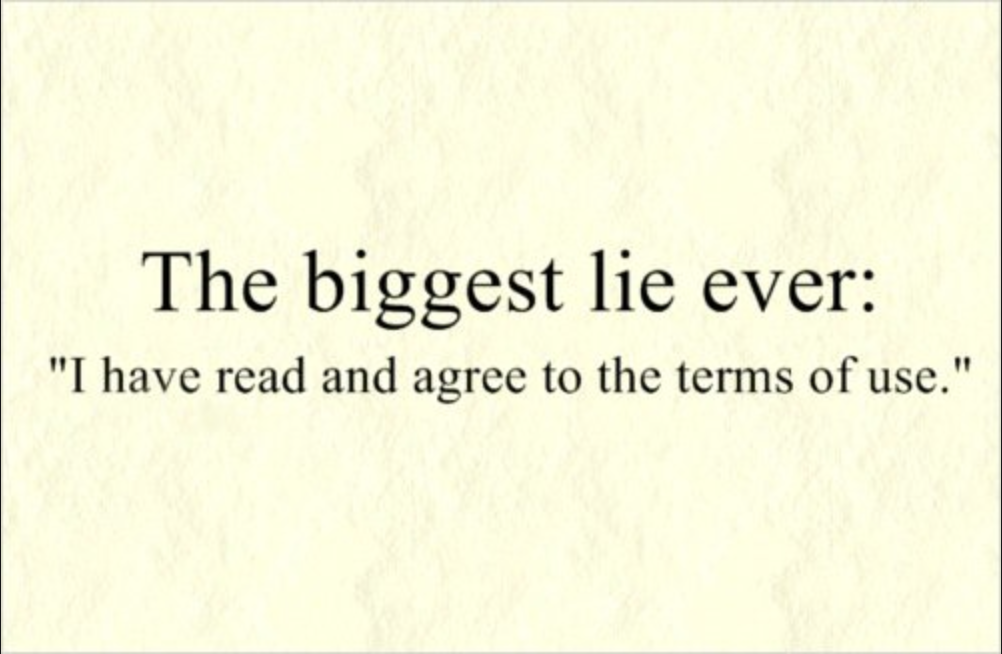 The biggest lie ever:
"I have read and agree to the terms of use."